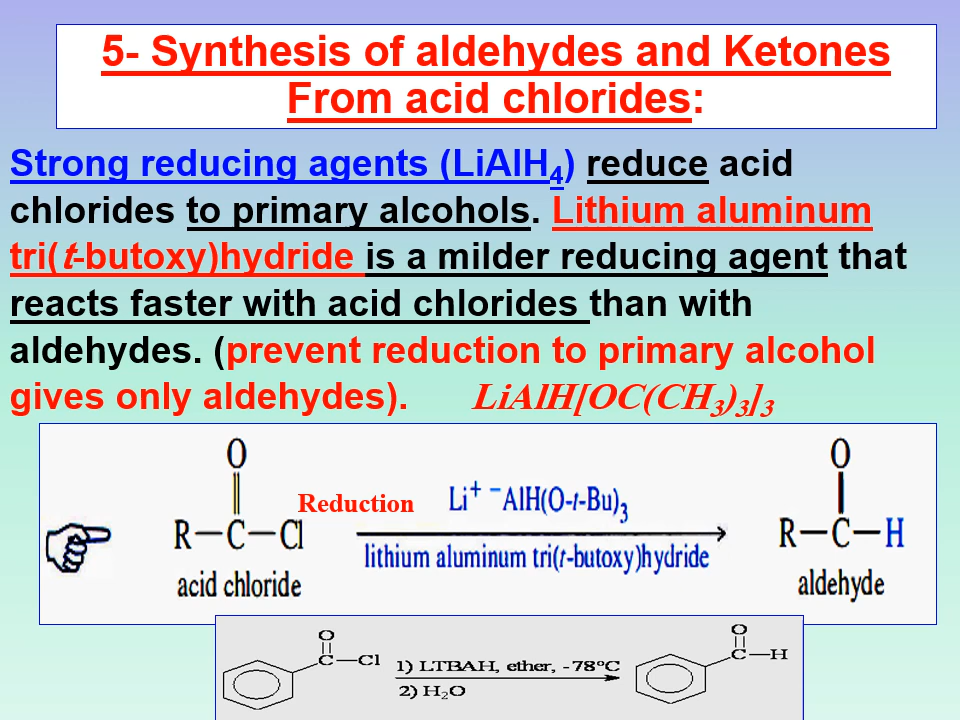 5- Synthesis of aldehydes and Ketones
From acid chlorides:
Strong reducing agents (LiAlH₄) reduce acid
chlorides to primary alcohols. Lithium aluminum
tri(t-butoxy)hydride is a milder reducing agent that
reacts faster with acid chlorides than with
aldehydes. (prevent reduction to primary alcohol
gives only aldehydes). LiAlH[OC(CH₃)₃]₃
O
Reduction
Li⁺ ⁻AlH(O-t-Bu)₃
R—C—Cl
lithium aluminum tri(t-butoxy)hydride
acid chloride
O
R—C—H
aldehyde
O
C—Cl
1) LTBAH, ether, -78°C
2) H₂O
O
C—H